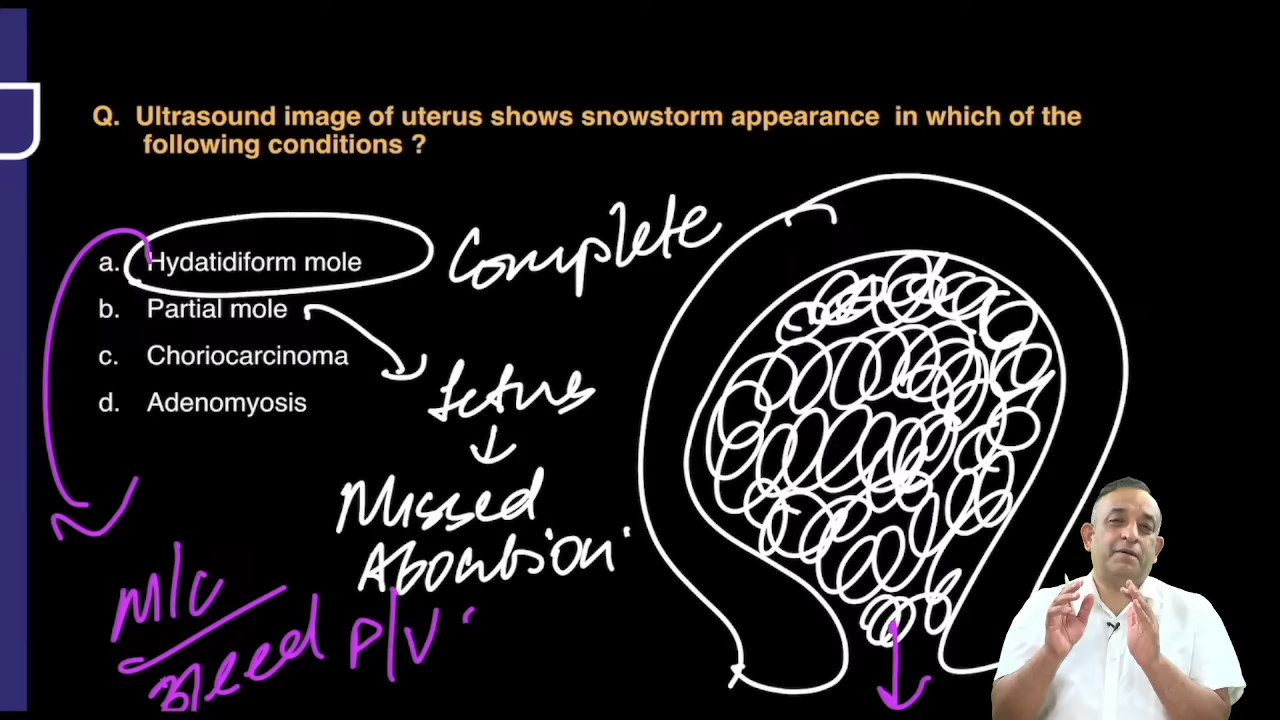 Q. Ultrasound image of uterus shows snowstorm appearance in which of the
following conditions ?
a. Hydatidiform mole
Complete
b. Partial mole
c. Choriocarcinoma
fetus
d. Adenomyosis
Missed
Abortion
M/C
Bleed P/V